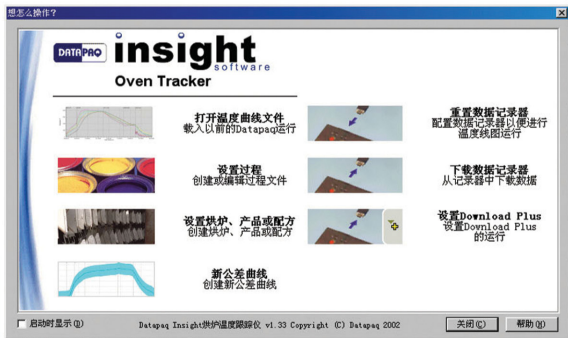 想怎么操作?
DATAPAQ
insight
software
Oven Tracker
打开温度曲线文件
载入以前的Datapaq运行
重置数据记录器
配置数据记录器以便进行
温度线图运行
设置过程
创建或编辑过程文件
下载数据记录器
从记录器中下载数据
设置烘炉、产品或配方
创建烘炉、产品或配方
设置Download Plus
设置Download Plus
的运行
新公差曲线
创建新公差曲线
启动时显示(D)
Datapaq Insight烘炉温度跟踪仪 v1.33 Copyright (C) Datapaq 2002
关闭(C)
帮助(H)